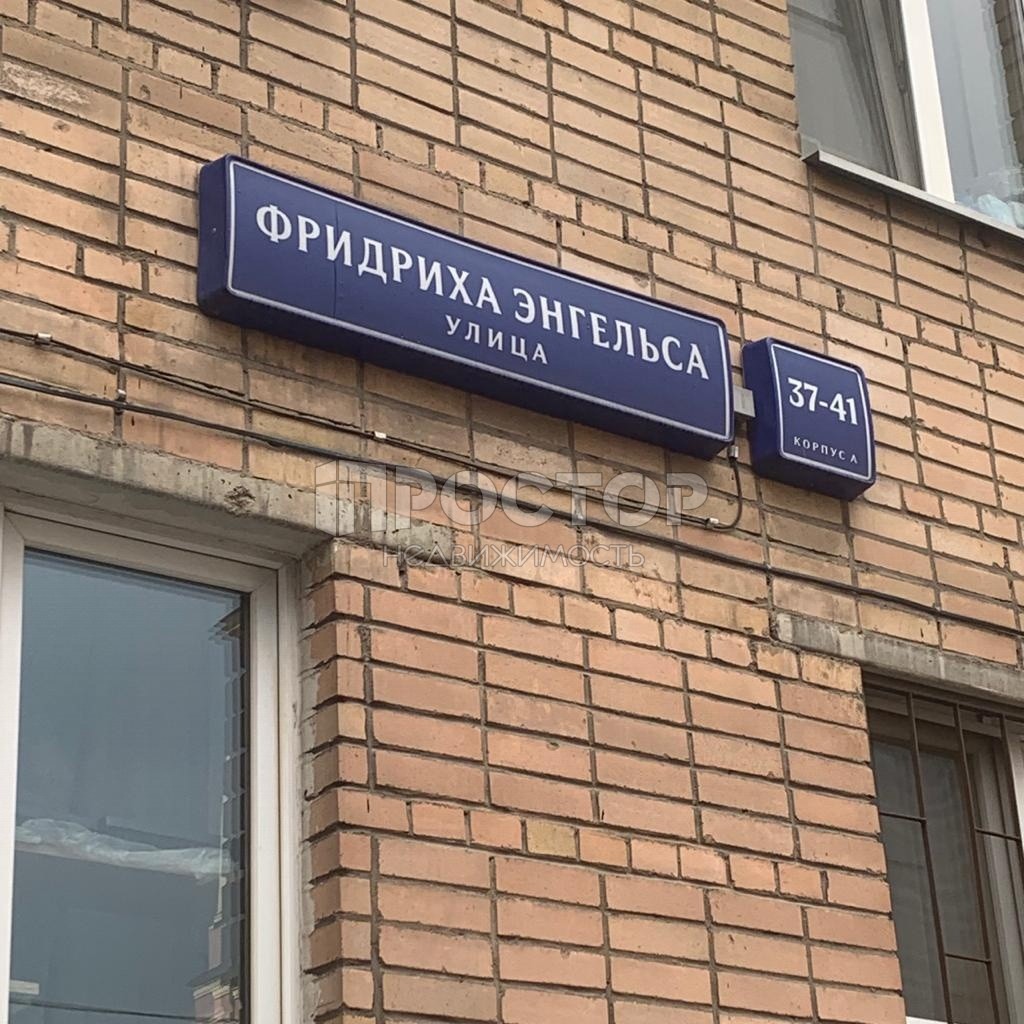 ФРИДРИХА ЭНГЕЛЬСА
УЛИЦА
37-41
КОРПУС А
ПРОСТОР
НЕДВИЖИМОСТЬ